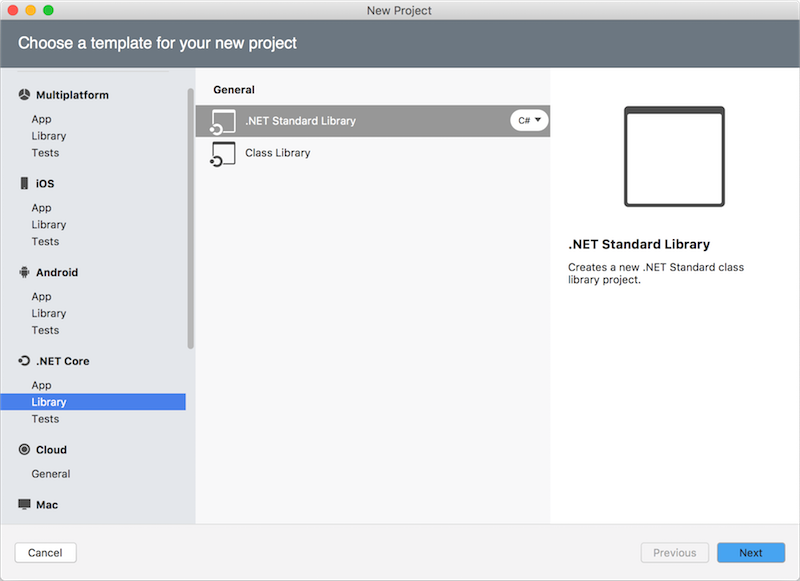 New Project
Choose a template for your new project
Multiplatform
App
Library
Tests
iOS
App
Library
Tests
Android
App
Library
Tests
.NET Core
App
Library
Tests
Cloud
General
Mac
General
.NET Standard Library
C#
Class Library
.NET Standard Library
Creates a new .NET Standard class
library project.
Cancel
Previous
Next